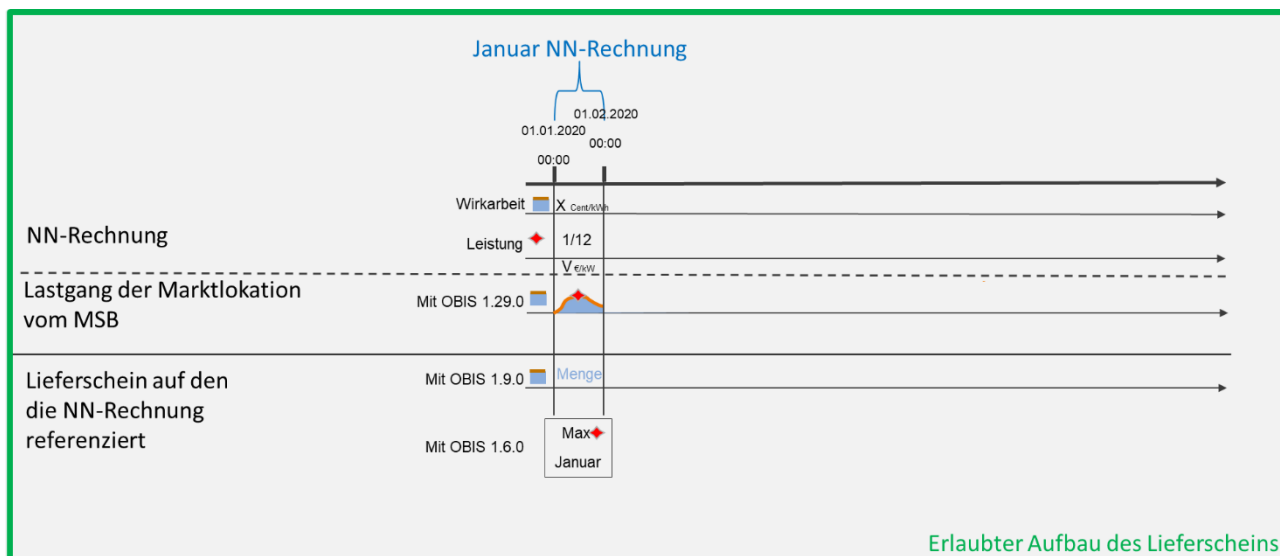 Januar NN-Rechnung
01.02.2020
01.01.2020
00:00
00:00
Wirkarbeit
X Cent/kWh
NN-Rechnung
Leistung
1/12
V €/kW
Lastgang der Marktlokation
vom MSB
Mit OBIS 1.29.0
Lieferschein auf den
die NN-Rechnung
referenziert
Mit OBIS 1.9.0
Menge
Mit OBIS 1.6.0
Max
Januar
Erlaubter Aufbau des Lieferscheins